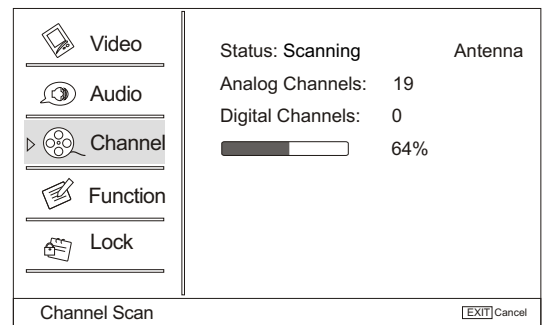 Video
Audio
Channel
Function
Lock
Status: Scanning Antenna
Analog Channels: 19
Digital Channels: 0
64%
Channel Scan
EXIT Cancel